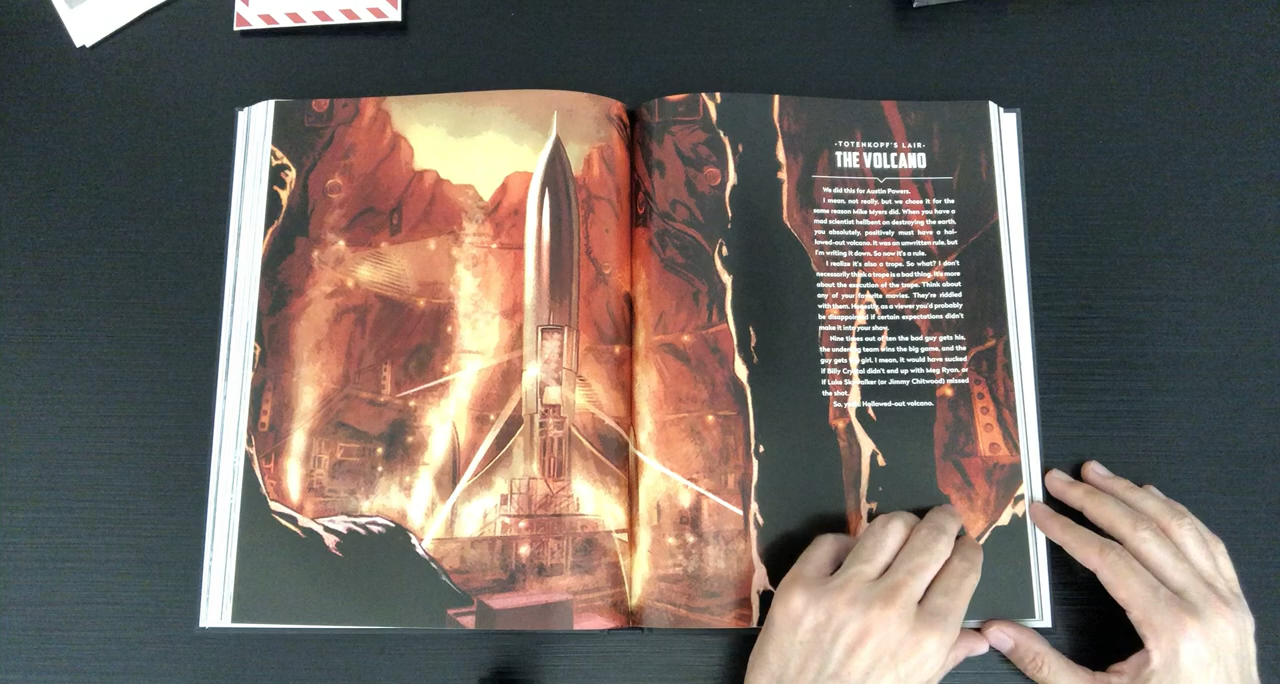 ·TOTENKOPF'S LAIR·
THE VOLCANO
We did this for Austin Powers.
I mean, not really, but we chose it for the
same reason Mike Myers did. When you have a
mad scientist hellbent on destroying the earth,
you absolutely, positively must have a hol-
lowed-out volcano. It was an unwritten rule, but
I'm writing it down. So now it's a rule.
I realize it's also a trope. So what? I don't
necessarily think a trope is a bad thing. It's more
about the execution of the trope. Think about
any of your favorite movies. They're riddled
with them. Honestly, as a viewer you'd probably
be disappointed if certain expectations didn't
make it into your show.
Nine times out of ten the bad guy gets his,
the underdog team wins the big game, and the
guy gets the girl. I mean, it would have sucked
if Billy Crystal didn't end up with Meg Ryan, or
if Luke Skywalker (or Jimmy Chitwood) missed
the shot.
So, yeah. Hollowed-out volcano.